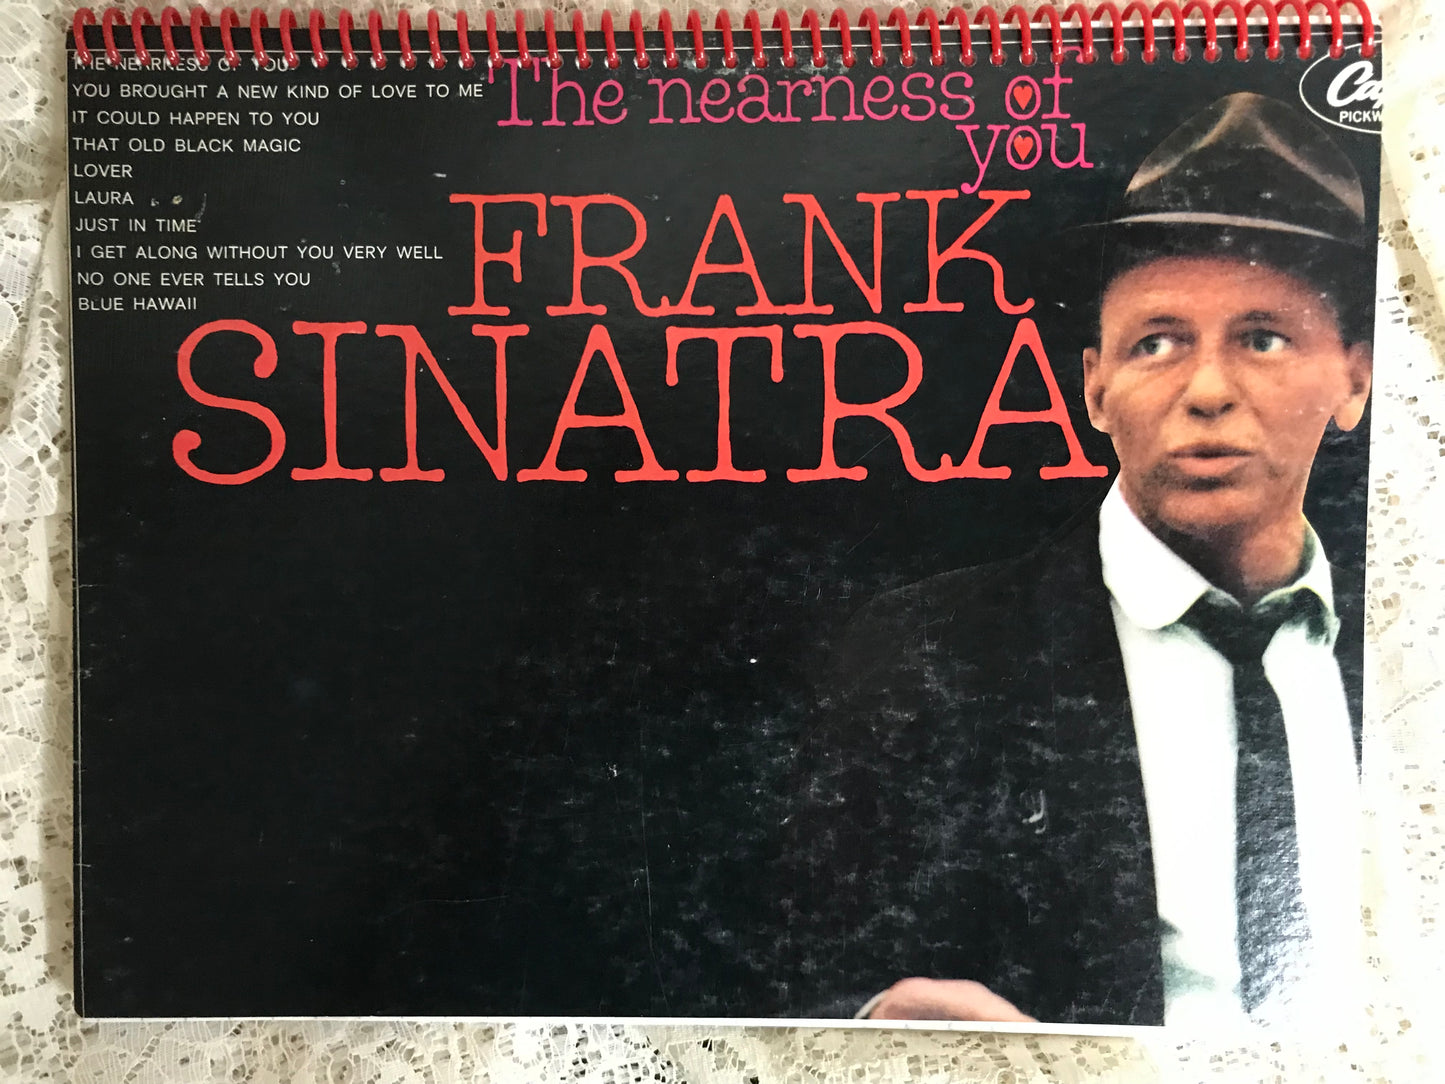 THE NEARNESS OF YOU
YOU BROUGHT A NEW KIND OF LOVE TO ME
IT COULD HAPPEN TO YOU
THAT OLD BLACK MAGIC
LOVER
LAURA
JUST IN TIME
I GET ALONG WITHOUT YOU VERY WELL
NO ONE EVER TELLS YOU
BLUE HAWAII
The nearness of
you
FRANK
SINATRA